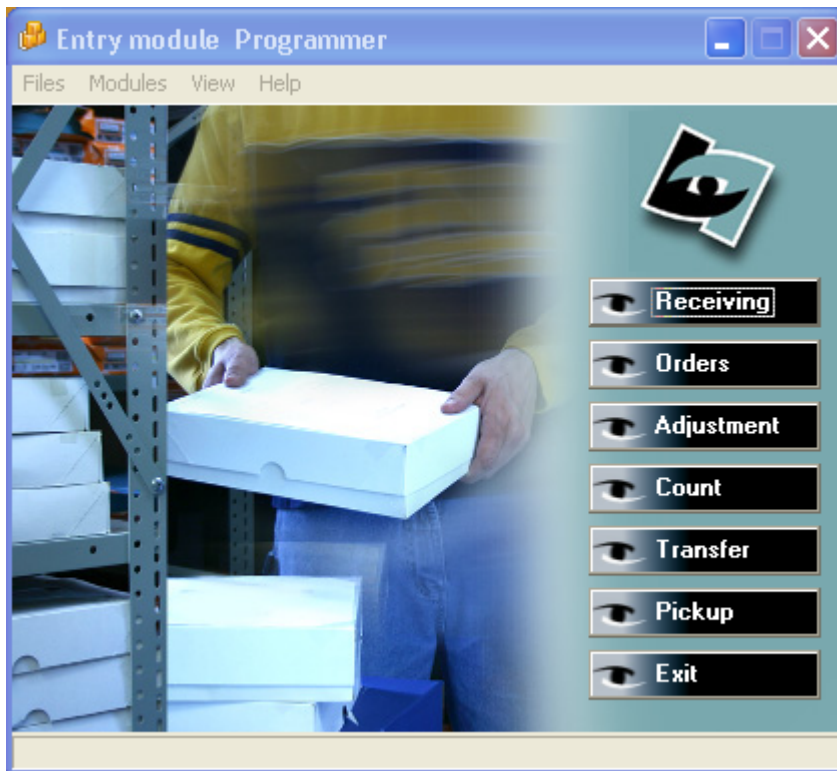 Entry module  Programmer
Files Modules View Help
Receiving
Orders
Adjustment
Count
Transfer
Pickup
Exit